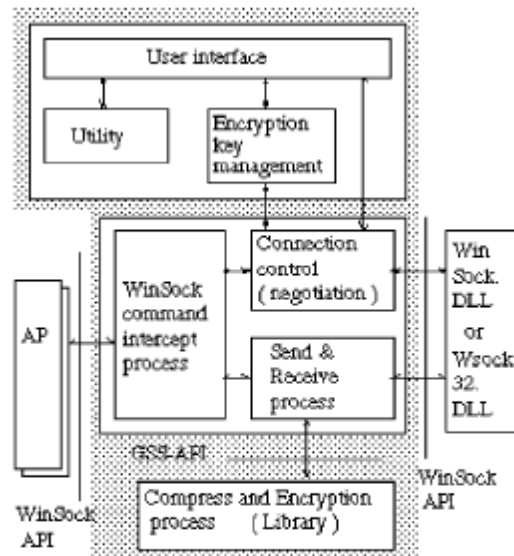 User interface
Utility
Encryption
key
management
Connection
control
( negotiation )
WinSock
command
intercept
process
Win
Sock.
DLL
or
Wsock
32.
DLL
AP
Send &
Receive
process
GSS-API
WinSock
API
WinSock
API
Compress and Encryption
process ( Library )